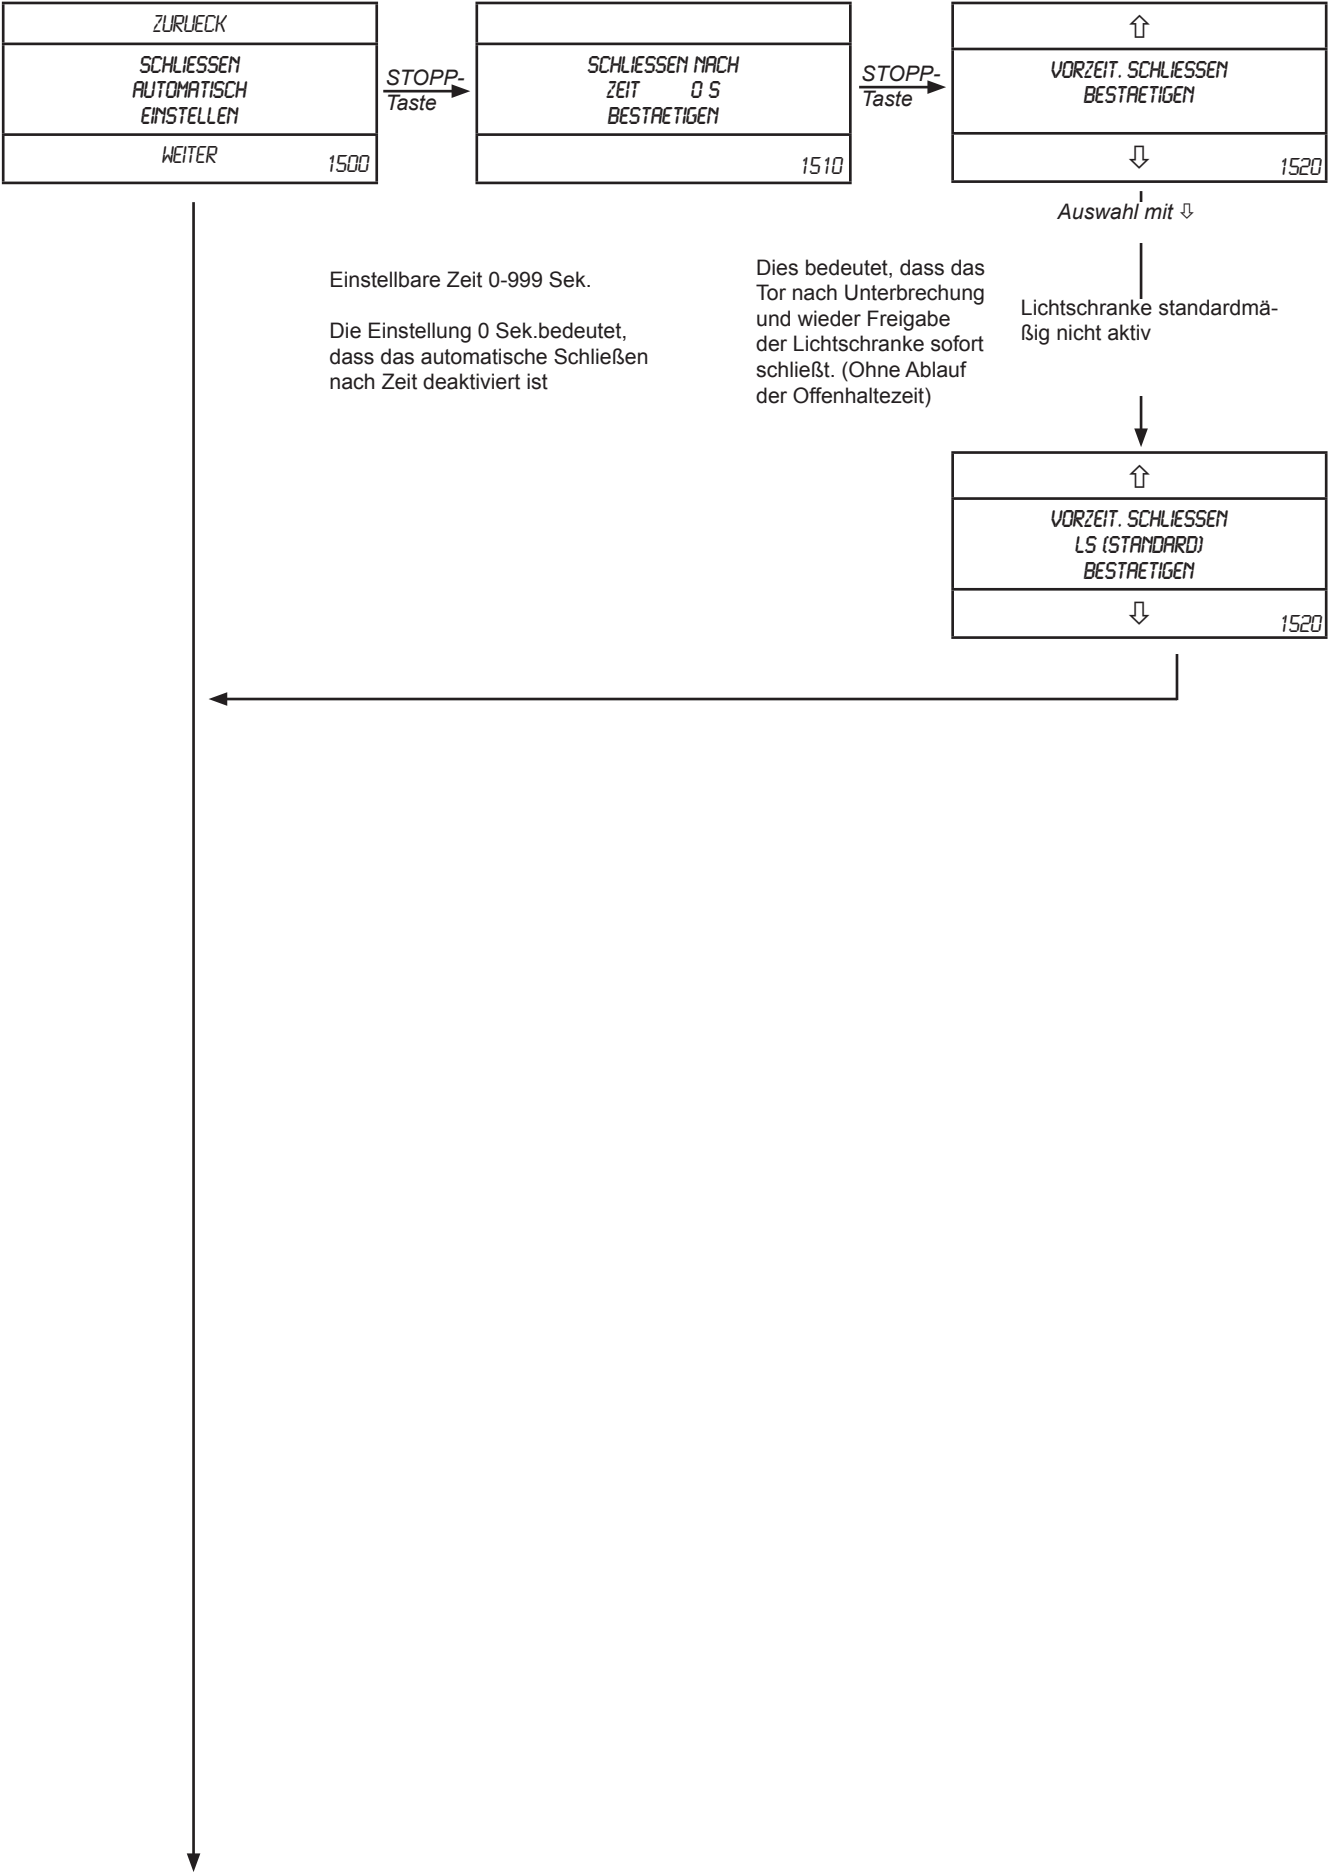 ZURUECK
SCHLIESSEN
AUTOMATISCH
EINSTELLEN
WEITER
1500
STOPP-
Taste
SCHLIESSEN NACH
ZEIT 0 S
BESTAETIGEN
1510
STOPP-
Taste
⇧
VORZEIT. SCHLIESSEN
BESTAETIGEN
⇩
1520
Auswahl mit ⇩
Einstellbare Zeit 0-999 Sek.
Die Einstellung 0 Sek.bedeutet,
dass das automatische Schließen
nach Zeit deaktiviert ist
Dies bedeutet, dass das
Tor nach Unterbrechung
und wieder Freigabe
der Lichtschranke sofort
schließt. (Ohne Ablauf
der Offenhaltezeit)
Lichtschranke standardmä-
ßig nicht aktiv
⇧
VORZEIT. SCHLIESSEN
LS (STANDARD)
BESTAETIGEN
⇩
1520